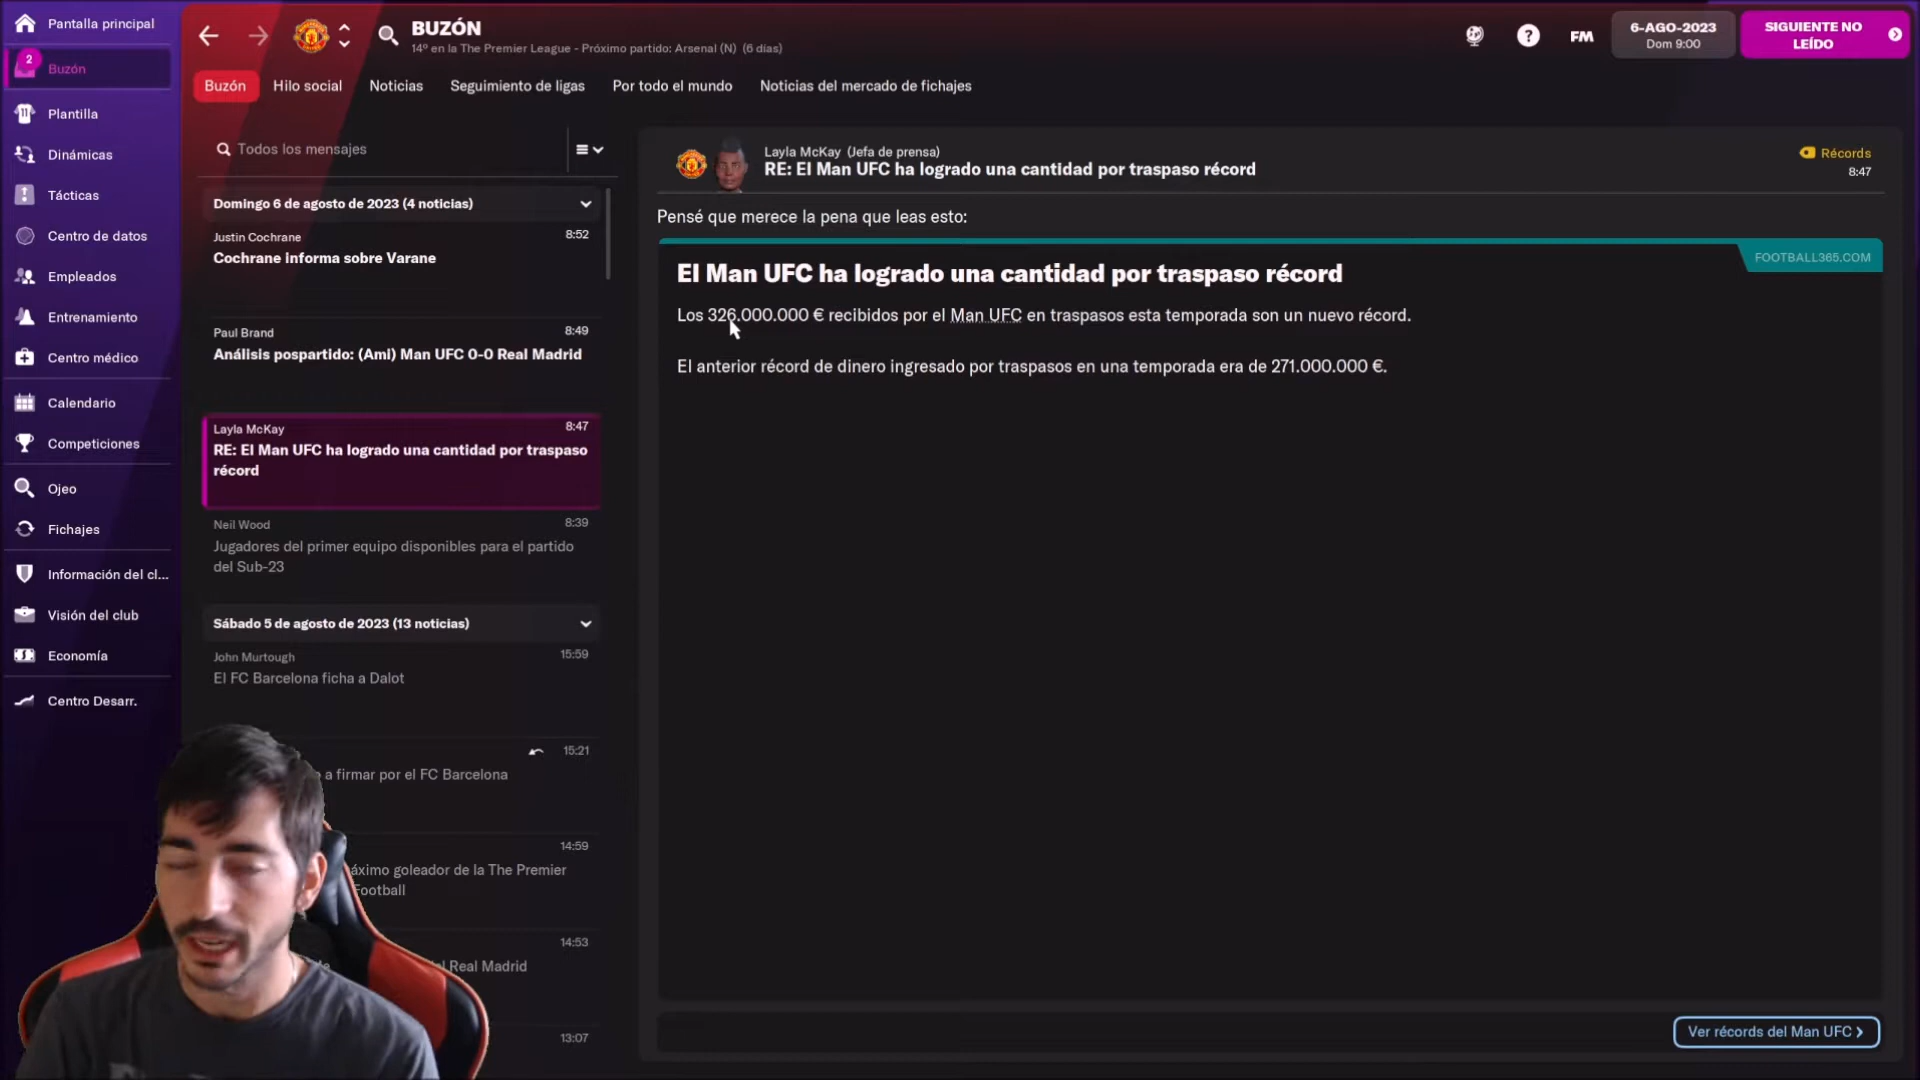 Pantalla principal
2
Buzón
Plantilla
Dinámicas
Tácticas
Centro de datos
Empleados
Entrenamiento
Centro médico
Calendario
Competiciones
Ojeo
Fichajes
Información del cl...
Visión del club
Economía
Centro Desarr.
BUZÓN
14º en la The Premier League - Próximo partido: Arsenal (N) (6 días)
FM
6-AGO-2023
Dom 9:00
SIGUIENTE NO
LEÍDO
Buzón
Hilo social
Noticias
Seguimiento de ligas
Por todo el mundo
Noticias del mercado de fichajes
Todos los mensajes
Domingo 6 de agosto de 2023 (4 noticias)
Justin Cochrane 8:52
Cochrane informa sobre Varane
Paul Brand 8:49
Análisis pospartido: (Ami) Man UFC 0-0 Real Madrid
Layla McKay 8:47
RE: El Man UFC ha logrado una cantidad por traspaso
récord
Neil Wood 8:39
Jugadores del primer equipo disponibles para el partido
del Sub-23
Sábado 5 de agosto de 2023 (13 noticias)
John Murtough 15:59
El FC Barcelona ficha a Dalot
15:21
a firmar por el FC Barcelona
14:59
áximo goleador de la The Premier
Football
14:53
Real Madrid
13:07
Layla McKay (Jefa de prensa)
RE: El Man UFC ha logrado una cantidad por traspaso récord
Récords
8:47
Pensé que merece la pena que leas esto:
FOOTBALL365.COM
El Man UFC ha logrado una cantidad por traspaso récord
Los 326.000.000 € recibidos por el Man UFC en traspasos esta temporada son un nuevo récord.
El anterior récord de dinero ingresado por traspasos en una temporada era de 271.000.000 €.
Ver récords del Man UFC >